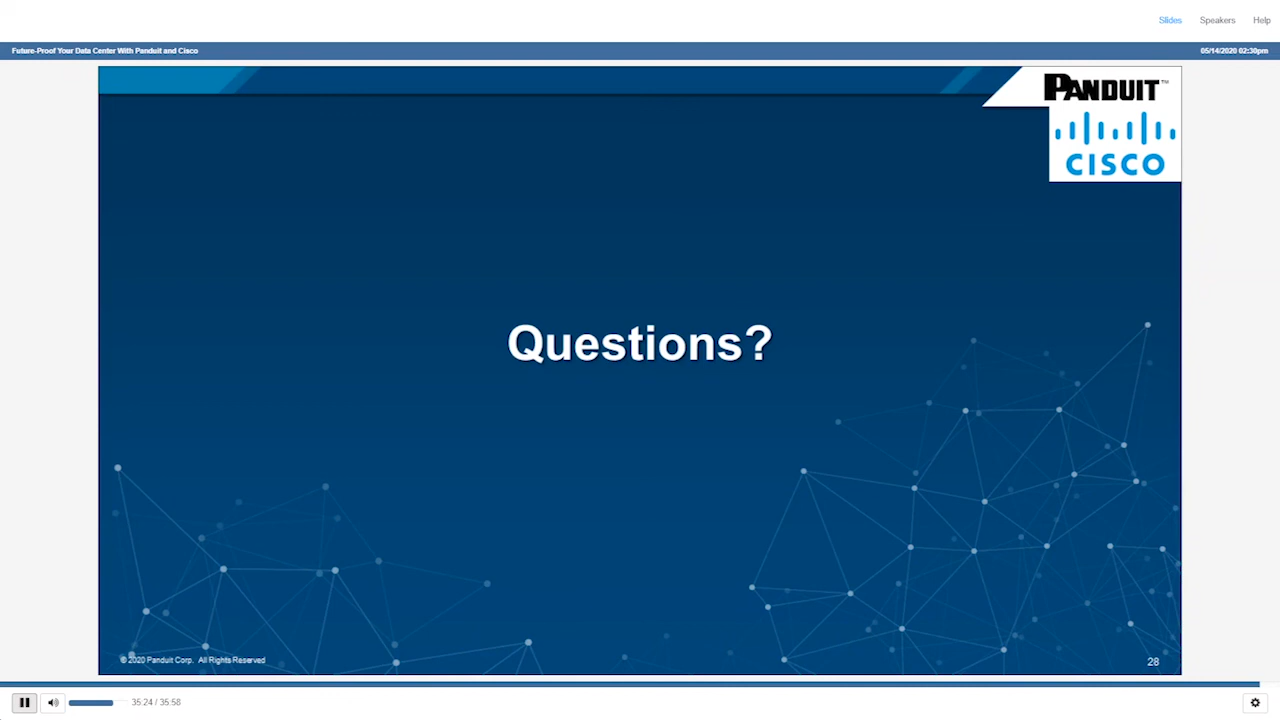 Slides Speakers Help
Future-Proof Your Data Center With Panduit and Cisco 05/14/2020 02:30pm
PANDUIT™
CISCO
Questions?
© 2020 Panduit Corp. All Rights Reserved 28
35:24 / 35:58